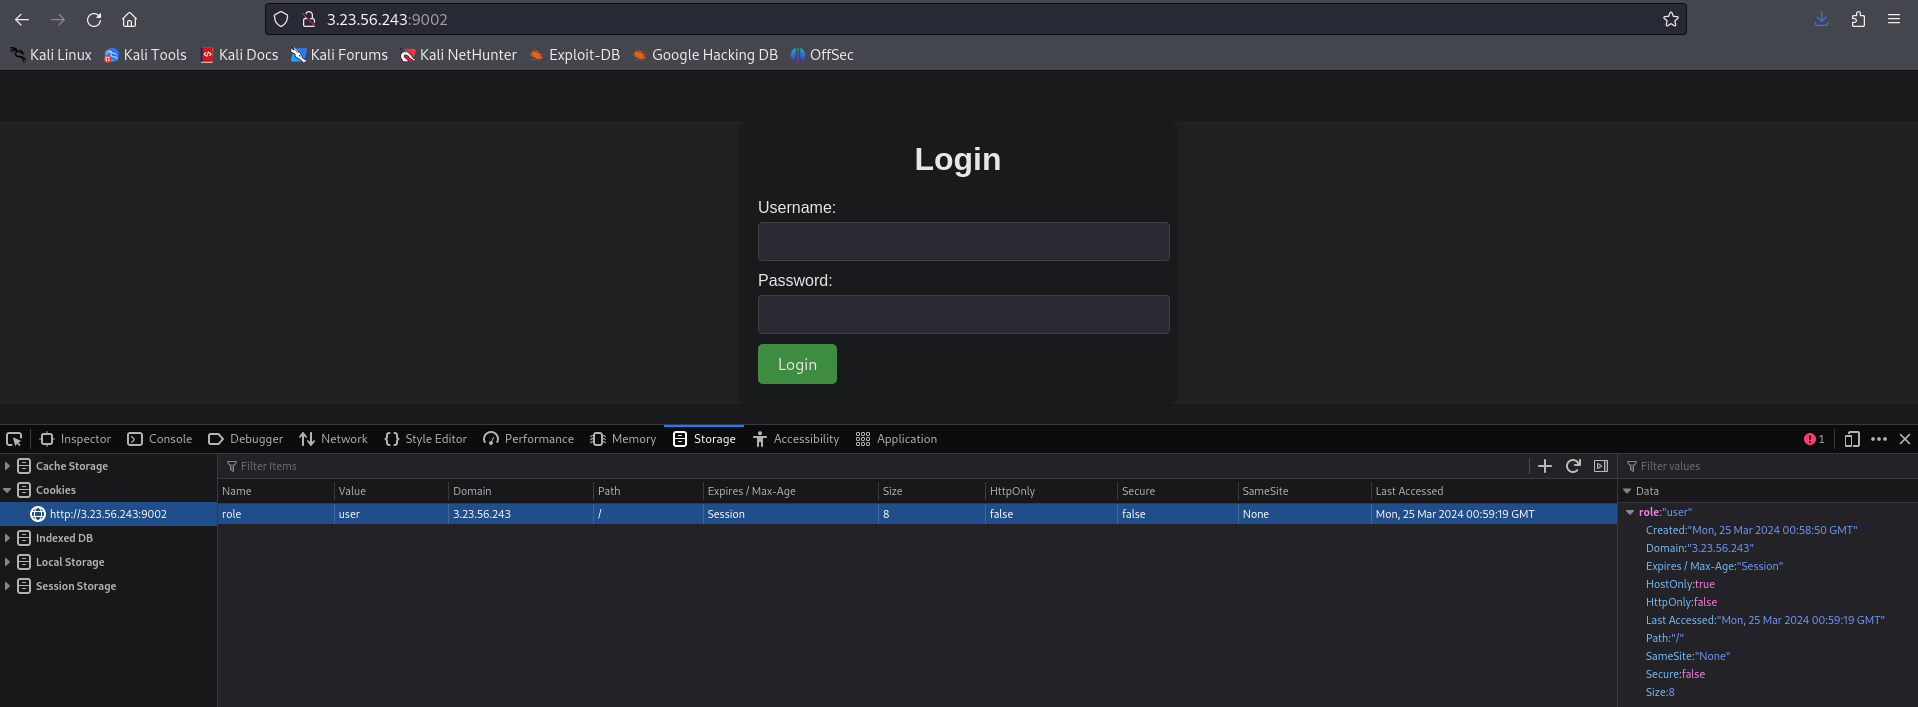 3.23.56.243:9002
Kali Linux Kali Tools Kali Docs Kali Forums Kali NetHunter Exploit-DB Google Hacking DB OffSec
Login
Username:
Password:
Login
Inspector Console Debugger Network Style Editor Performance Memory Storage Accessibility Application 1
Cache Storage
Cookies
http://3.23.56.243:9002
Indexed DB
Local Storage
Session Storage
Filter Items
Name Value Domain Path Expires / Max-Age Size HttpOnly Secure SameSite Last Accessed
role user 3.23.56.243 / Session 8 false false None Mon, 25 Mar 2024 00:59:19 GMT
Filter values
Data
role:"user"
Created:"Mon, 25 Mar 2024 00:58:50 GMT"
Domain:"3.23.56.243"
Expires / Max-Age:"Session"
HostOnly:true
HttpOnly:false
Last Accessed:"Mon, 25 Mar 2024 00:59:19 GMT"
Path:"/"
SameSite:"None"
Secure:false
Size:8